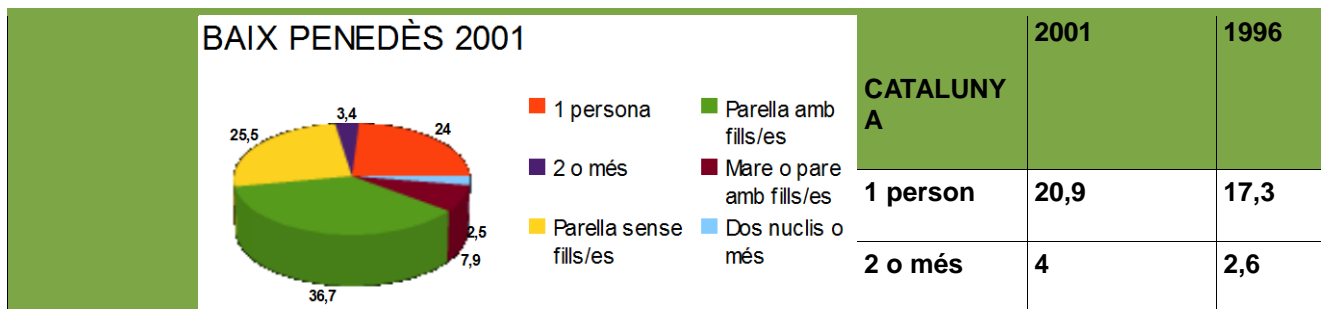 BAIX PENEDÈS 2001
3,4
25,5
24
2,5
7,9
36,7
1 persona
Parella amb
fills/es
2 o més
Mare o pare
amb fills/es
Parella sense
fills/es
Dos nuclis o
més
2001 1996
CATALUNY
A
1 person 20,9 17,3
2 o més 4 2,6